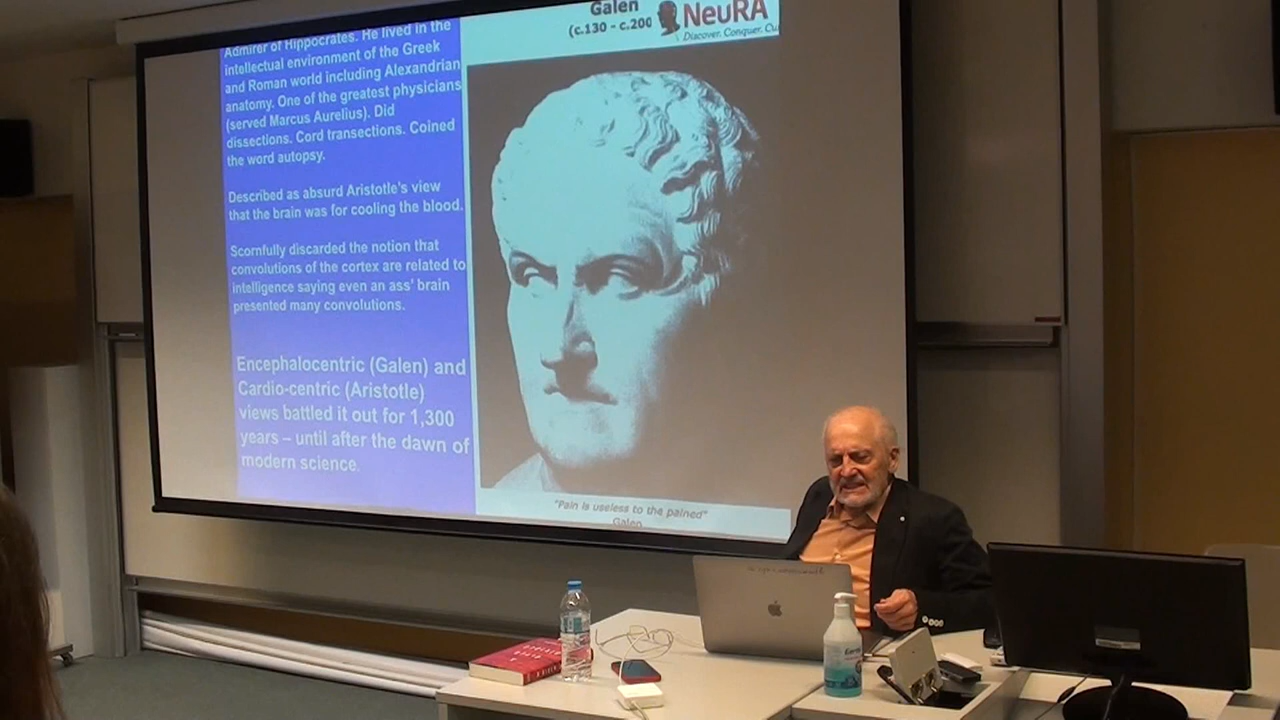 Galen
(c.130 – c.200
NeuRA
Discover. Conquer. Cu
Admirer of Hippocrates. He lived in the
intellectual environment of the Greek
and Roman world including Alexandrian
anatomy. One of the greatest physicians
(served Marcus Aurelius). Did
dissections. Cord transections. Coined
the word autopsy.
Described as absurd Aristotle's view
that the brain was for cooling the blood.
Scornfully discarded the notion that
convolutions of the cortex are related to
intelligence saying even an ass' brain
presented many convolutions.
Encephalocentric (Galen) and
Cardio-centric (Aristotle)
views battled it out for 1,300
years – until after the dawn of
modern science.
"Pain is useless to the pained"
Galen